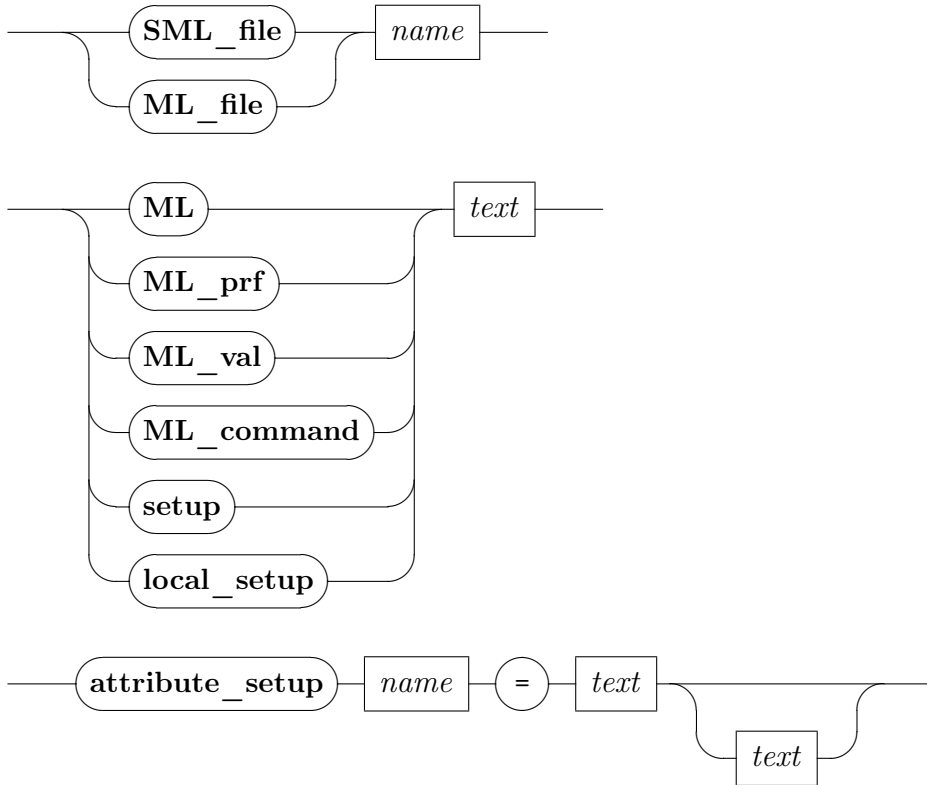 SML_file name
ML_file
ML text
ML_prf
ML_val
ML_command
setup
local_setup
attribute_setup name = text
text